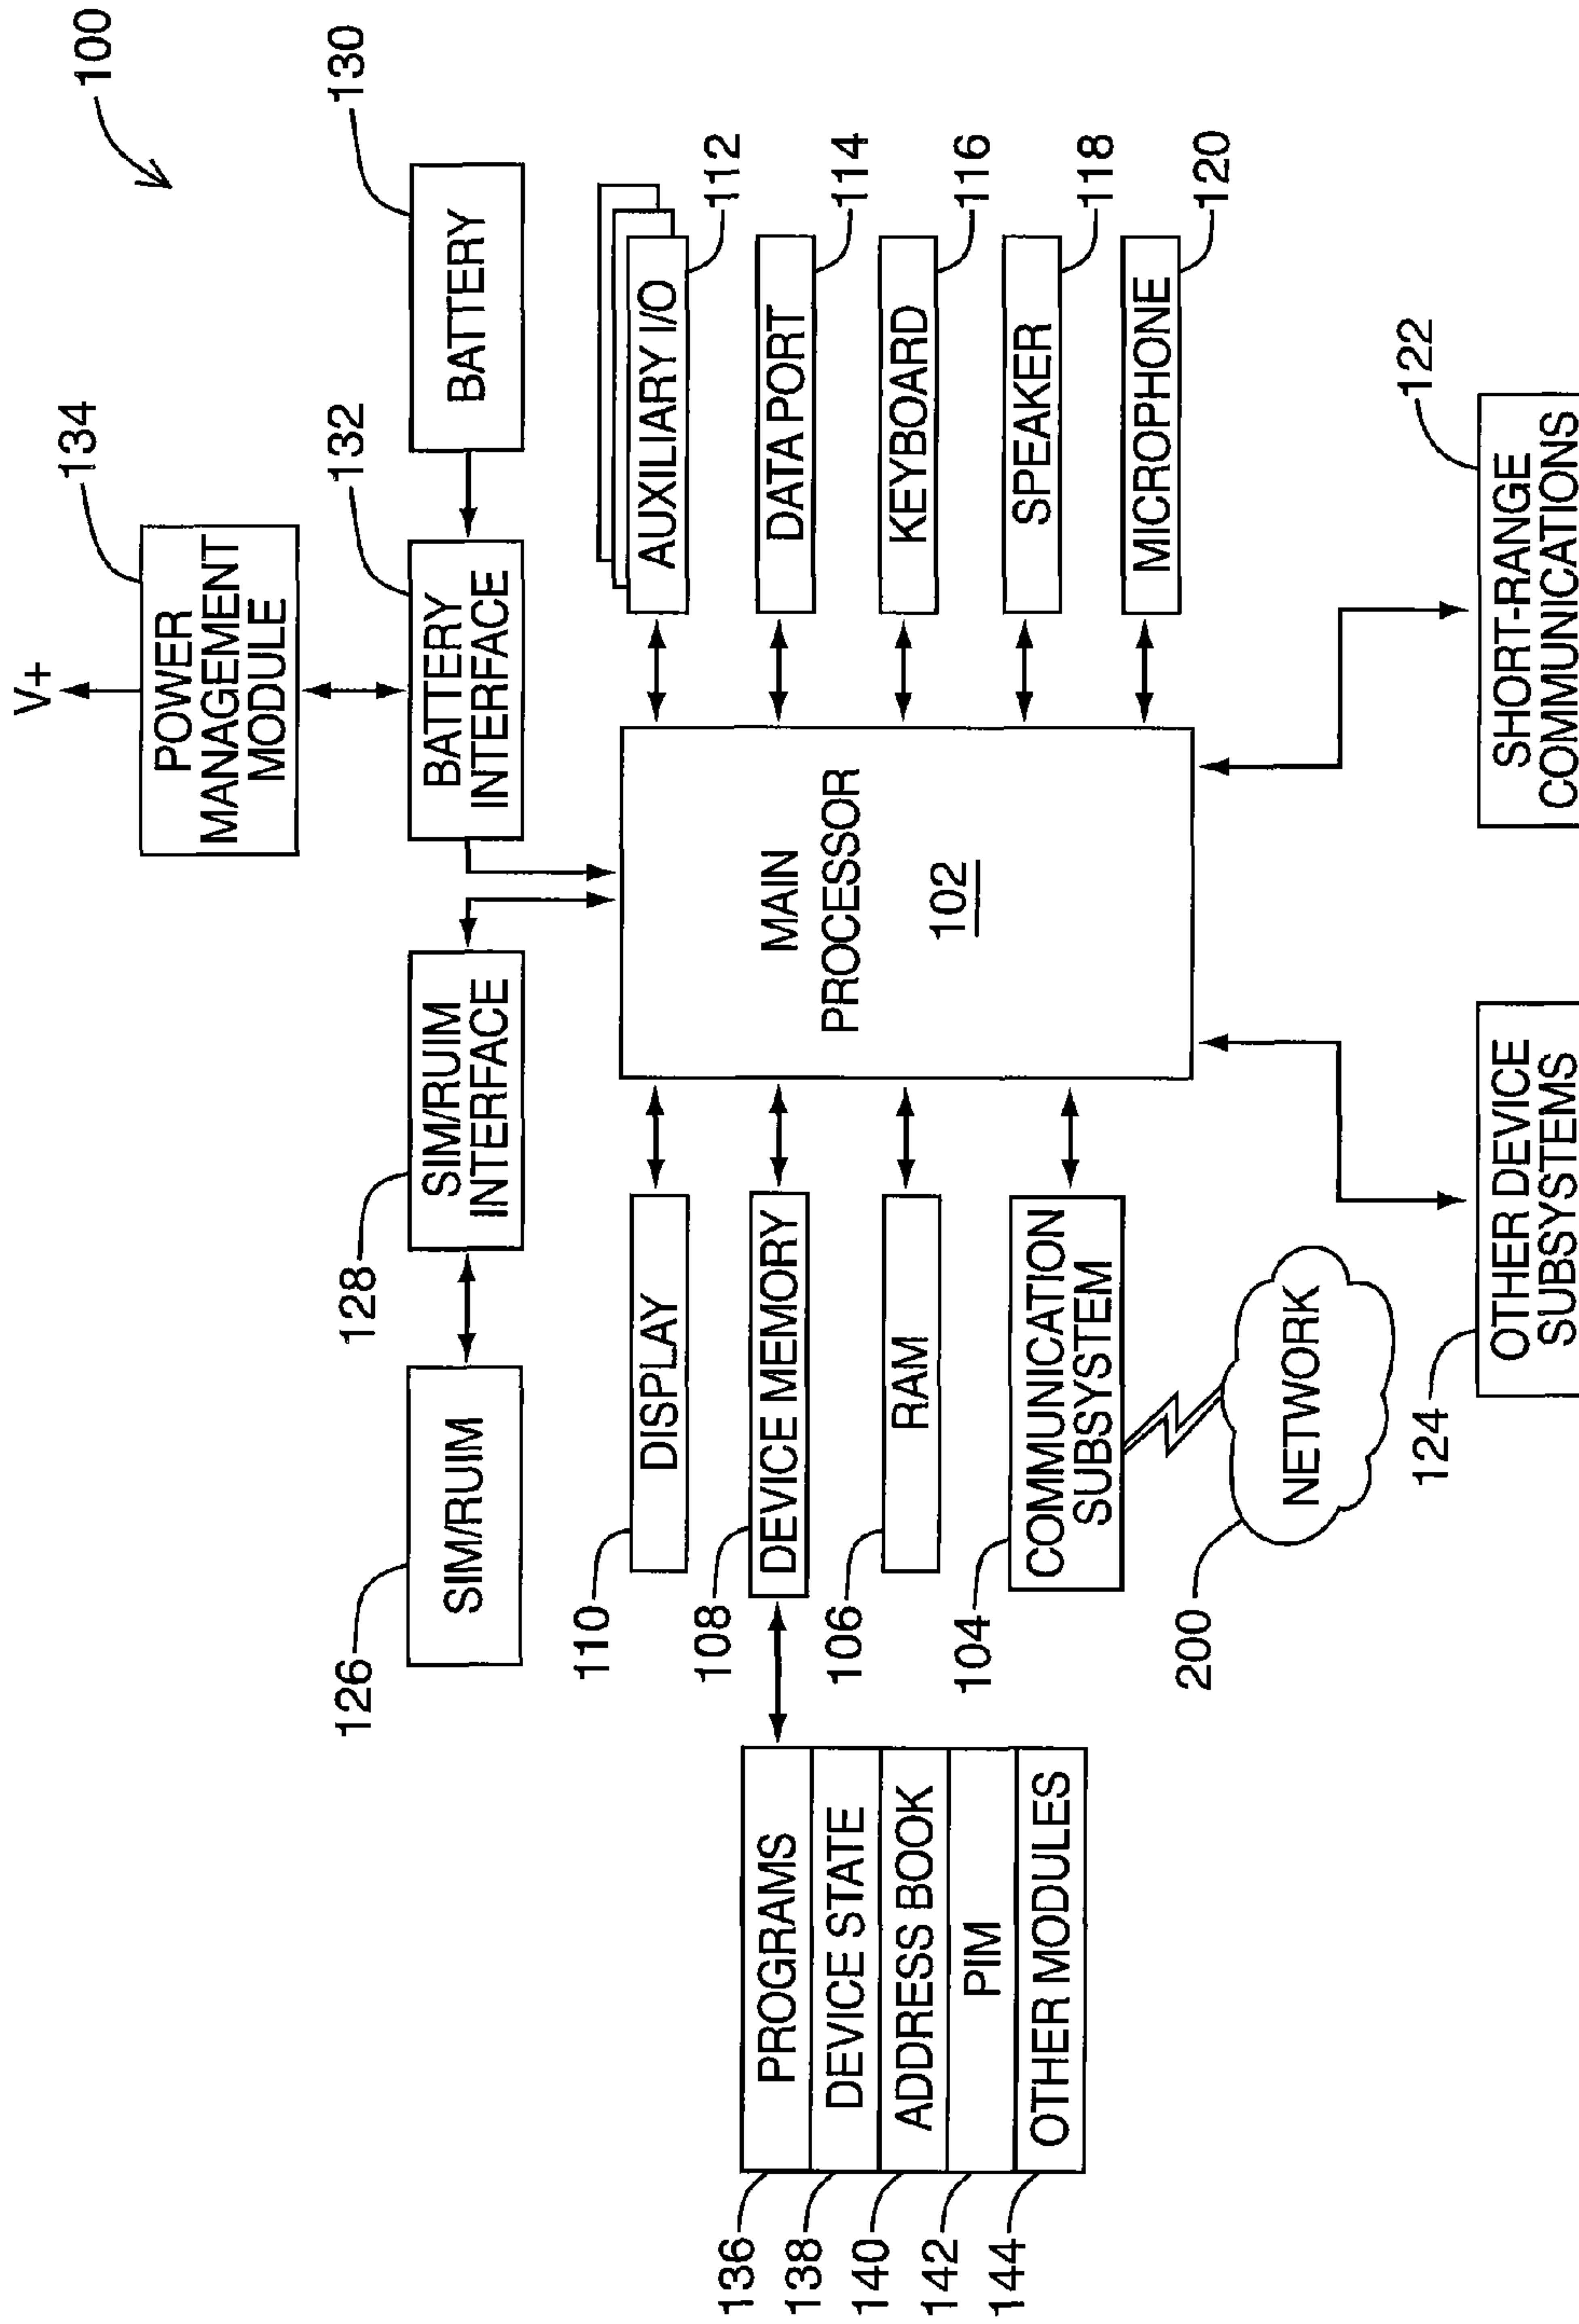 100
V+
134
POWER
MANAGEMENT
MODULE
126
SIM/RUIM
128
SIM/RUIM
INTERFACE
132
BATTERY
INTERFACE
130
BATTERY
110
DISPLAY
108
DEVICE MEMORY
106
RAM
104
COMMUNICATION
SUBSYSTEM
MAIN
PROCESSOR
102
AUXILIARY I/O
112
DATA PORT
114
KEYBOARD
116
SPEAKER
118
MICROPHONE
120
136
PROGRAMS
138
DEVICE STATE
140
ADDRESS BOOK
142
PIM
144
OTHER MODULES
200
NETWORK
124
OTHER DEVICE
SUBSYSTEMS
122
SHORT-RANGE
COMMUNICATIONS